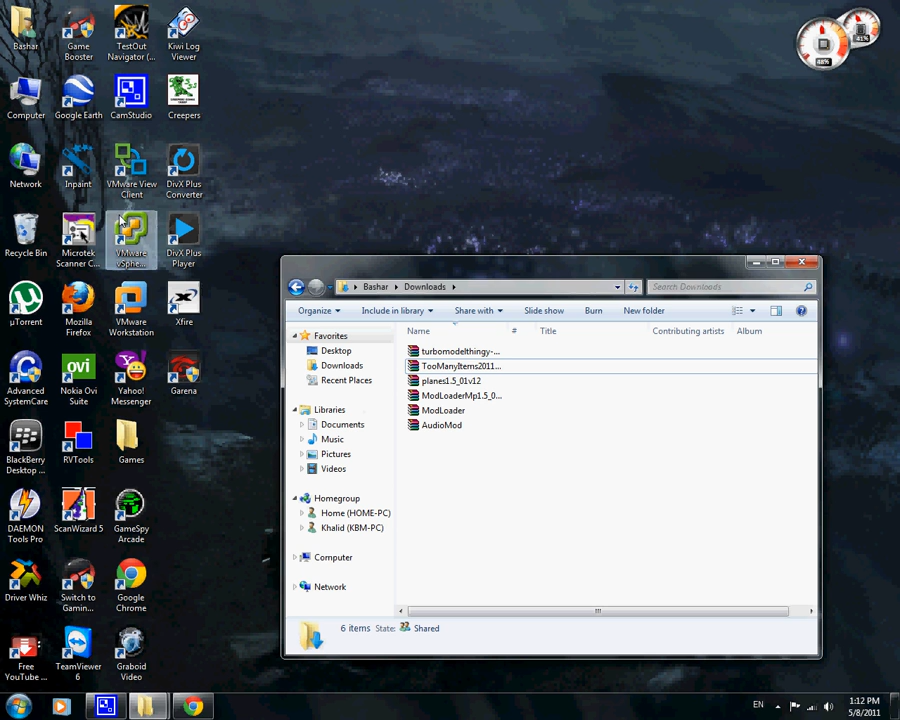 Bashar
Game
Booster
TestOut
Navigator (...
Kiwi Log
Viewer
48%
41%
Computer
Google Earth
CamStudio
Creepers
Network
Inpaint
VMware View
Client
DivX Plus
Converter
Recycle Bin
Microtek
Scanner C...
VMware
vSphe...
DivX Plus
Player
µTorrent
Mozilla
Firefox
VMware
Workstation
Xfire
Advanced
SystemCare
ovi
Nokia Ovi
Suite
Yahoo!
Messenger
Garena
BlackBerry
Desktop ...
RVTools
Games
DAEMON
Tools Pro
ScanWizard 5
GameSpy
Arcade
Driver Whiz
Switch to
Gamin...
Google
Chrome
Free
YouTube ...
TeamViewer
6
Graboid
Video
Bashar
Downloads
Search Downloads
Organize
Include in library
Share with
Slide show
Burn
New folder
Name
#
Title
Contributing artists
Album
Favorites
Desktop
Downloads
Recent Places
Libraries
Documents
Music
Pictures
Videos
Homegroup
Home (HOME-PC)
Khalid (KBM-PC)
Computer
Network
turbomodelthingy-...
TooManyItems2011...
planes1.5_01v12
ModLoaderMp1.5_0...
ModLoader
AudioMod
6 items State: Shared
EN
1:12 PM
5/8/2011